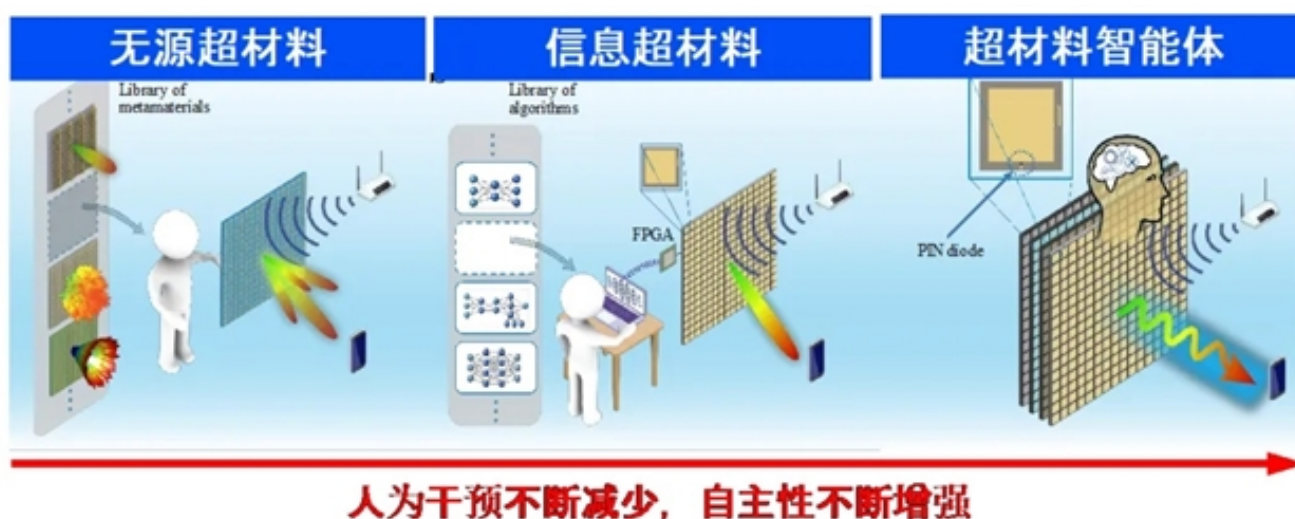 无源超材料
信息超材料
超材料智能体
Library of
metamaterials
Library of
algorithms
FPGA
PIN diode
人为干预不断减少，自主性不断增强